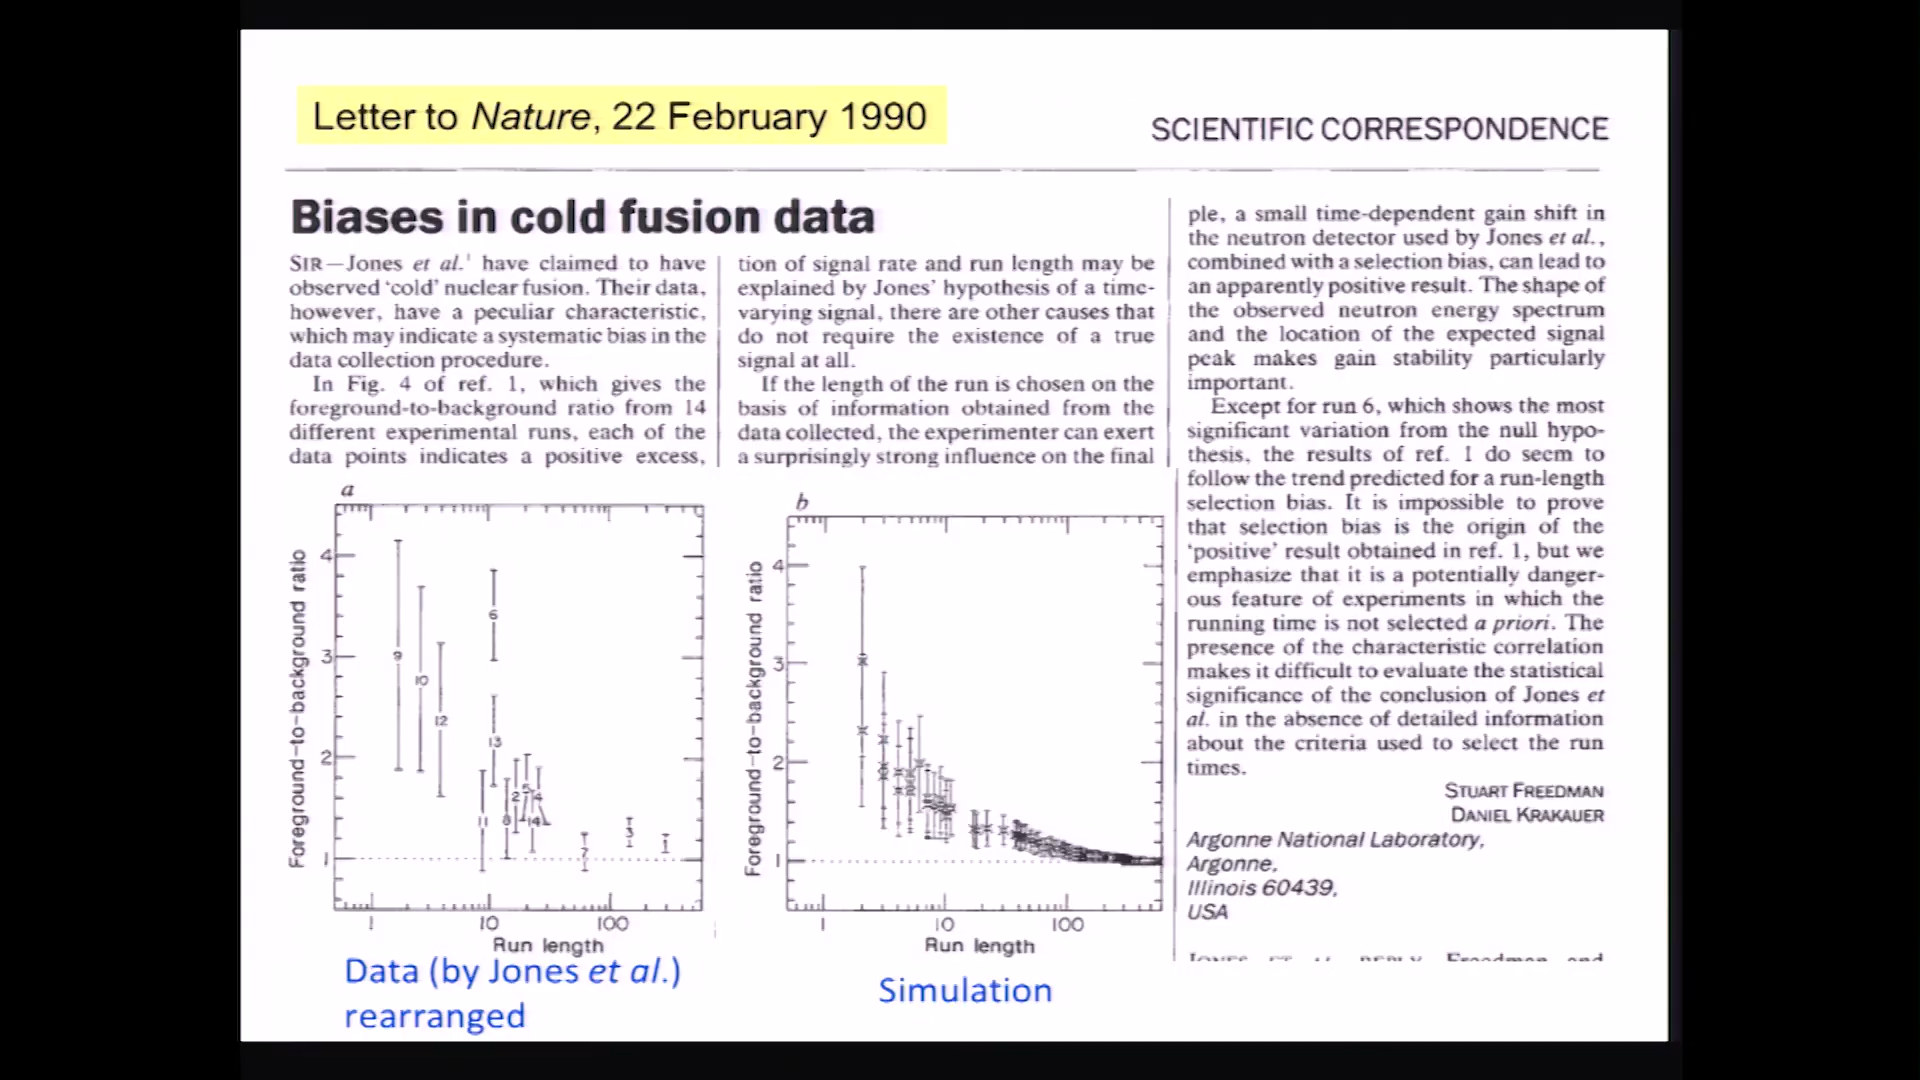 Letter to Nature, 22 February 1990
SCIENTIFIC CORRESPONDENCE
Biases in cold fusion data
SIR—Jones et al.¹ have claimed to have
observed ‘cold’ nuclear fusion. Their data,
however, have a peculiar characteristic,
which may indicate a systematic bias in the
data collection procedure.
In Fig. 4 of ref. 1, which gives the
foreground-to-background ratio from 14
different experimental runs, each of the
data points indicates a positive excess,
tion of signal rate and run length may be
explained by Jones’ hypothesis of a time-
varying signal, there are other causes that
do not require the existence of a true
signal at all.
If the length of the run is chosen on the
basis of information obtained from the
data collected, the experimenter can exert
a surprisingly strong influence on the final
ple, a small time-dependent gain shift in
the neutron detector used by Jones et al.,
combined with a selection bias, can lead to
an apparently positive result. The shape of
the observed neutron energy spectrum
and the location of the expected signal
peak makes gain stability particularly
important.
Except for run 6, which shows the most
significant variation from the null hypo-
thesis, the results of ref. 1 do seem to
follow the trend predicted for a run-length
selection bias. It is impossible to prove
that selection bias is the origin of the
‘positive’ result obtained in ref. 1, but we
emphasize that it is a potentially danger-
ous feature of experiments in which the
running time is not selected a priori. The
presence of the characteristic correlation
makes it difficult to evaluate the statistical
significance of the conclusion of Jones et
al. in the absence of detailed information
about the criteria used to select the run
times.
STUART FREEDMAN
DANIEL KRAKAUER
Argonne National Laboratory,
Argonne,
Illinois 60439,
USA
a
Foreground-to-background ratio
4
3
2
1
9
10
12
6
13
11
8
2
5
4
14
7
3
1
1 10 100
Run length
Data (by Jones et al.)
rearranged
b
Foreground-to-background ratio
4
3
2
1
1 10 100
Run length
Simulation